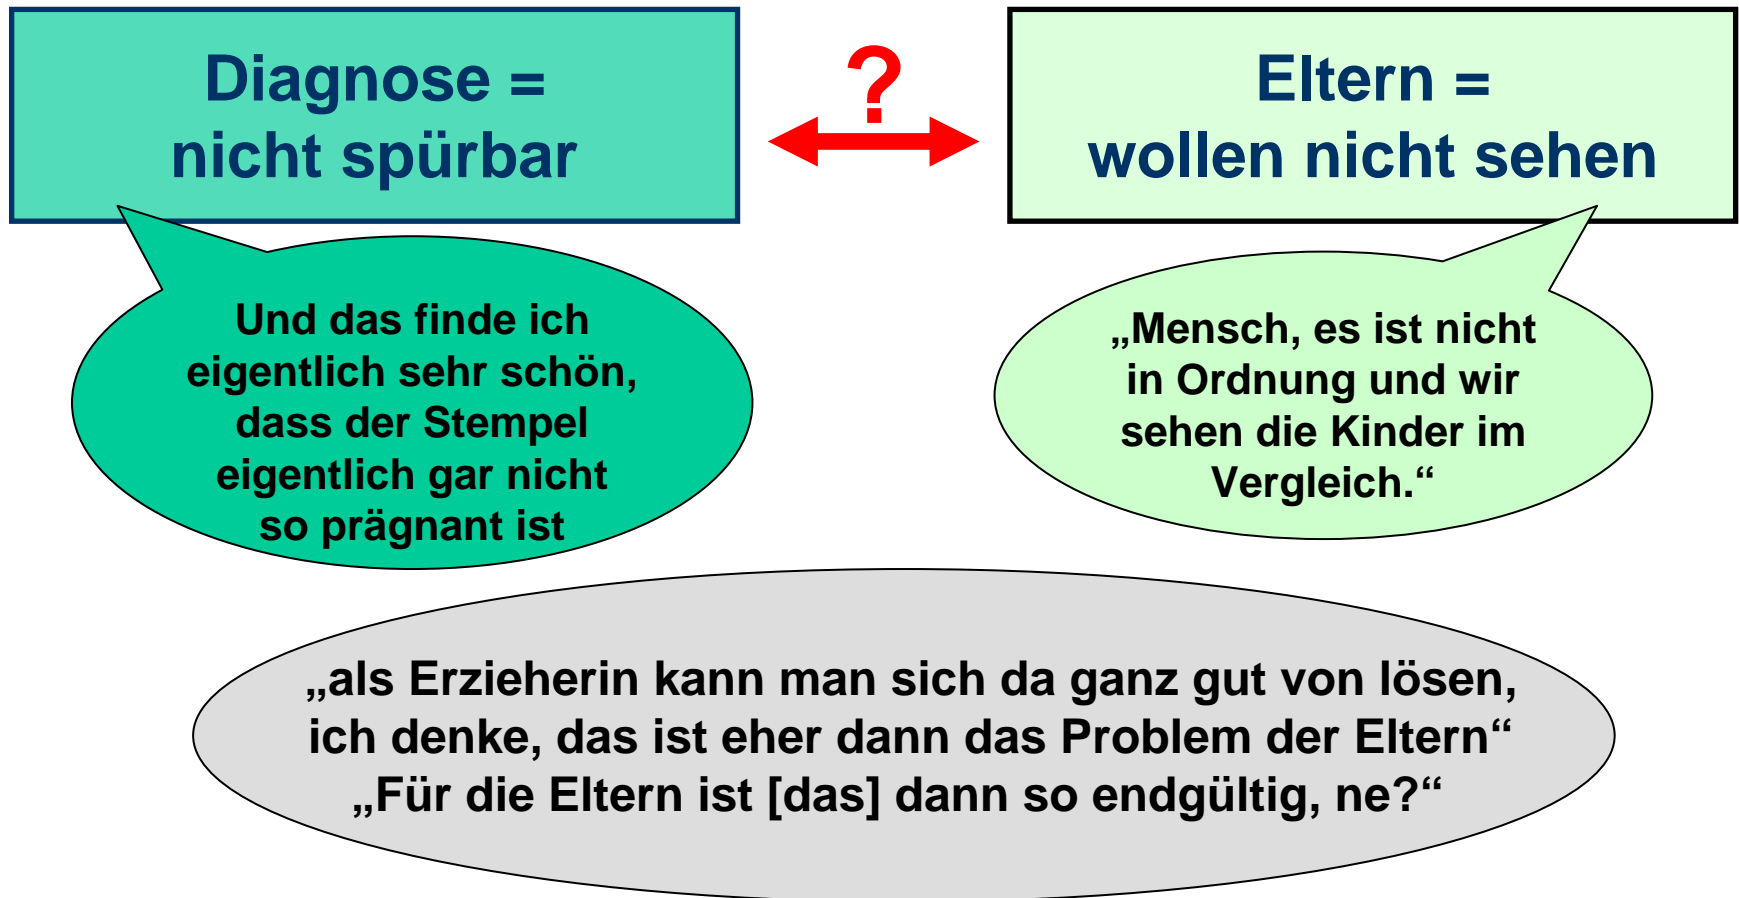 Diagnose =
nicht spürbar
?
Eltern =
wollen nicht sehen
Und das finde ich
eigentlich sehr schön,
dass der Stempel
eigentlich gar nicht
so prägnant ist
„Mensch, es ist nicht
in Ordnung und wir
sehen die Kinder im
Vergleich.“
„als Erzieherin kann man sich da ganz gut von lösen,
ich denke, das ist eher dann das Problem der Eltern“
„Für die Eltern ist [das] dann so endgültig, ne?“